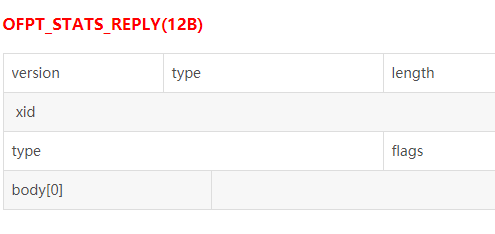 OFPT_STATS_REPLY(12B)
version type length
xid
type flags
body[0]